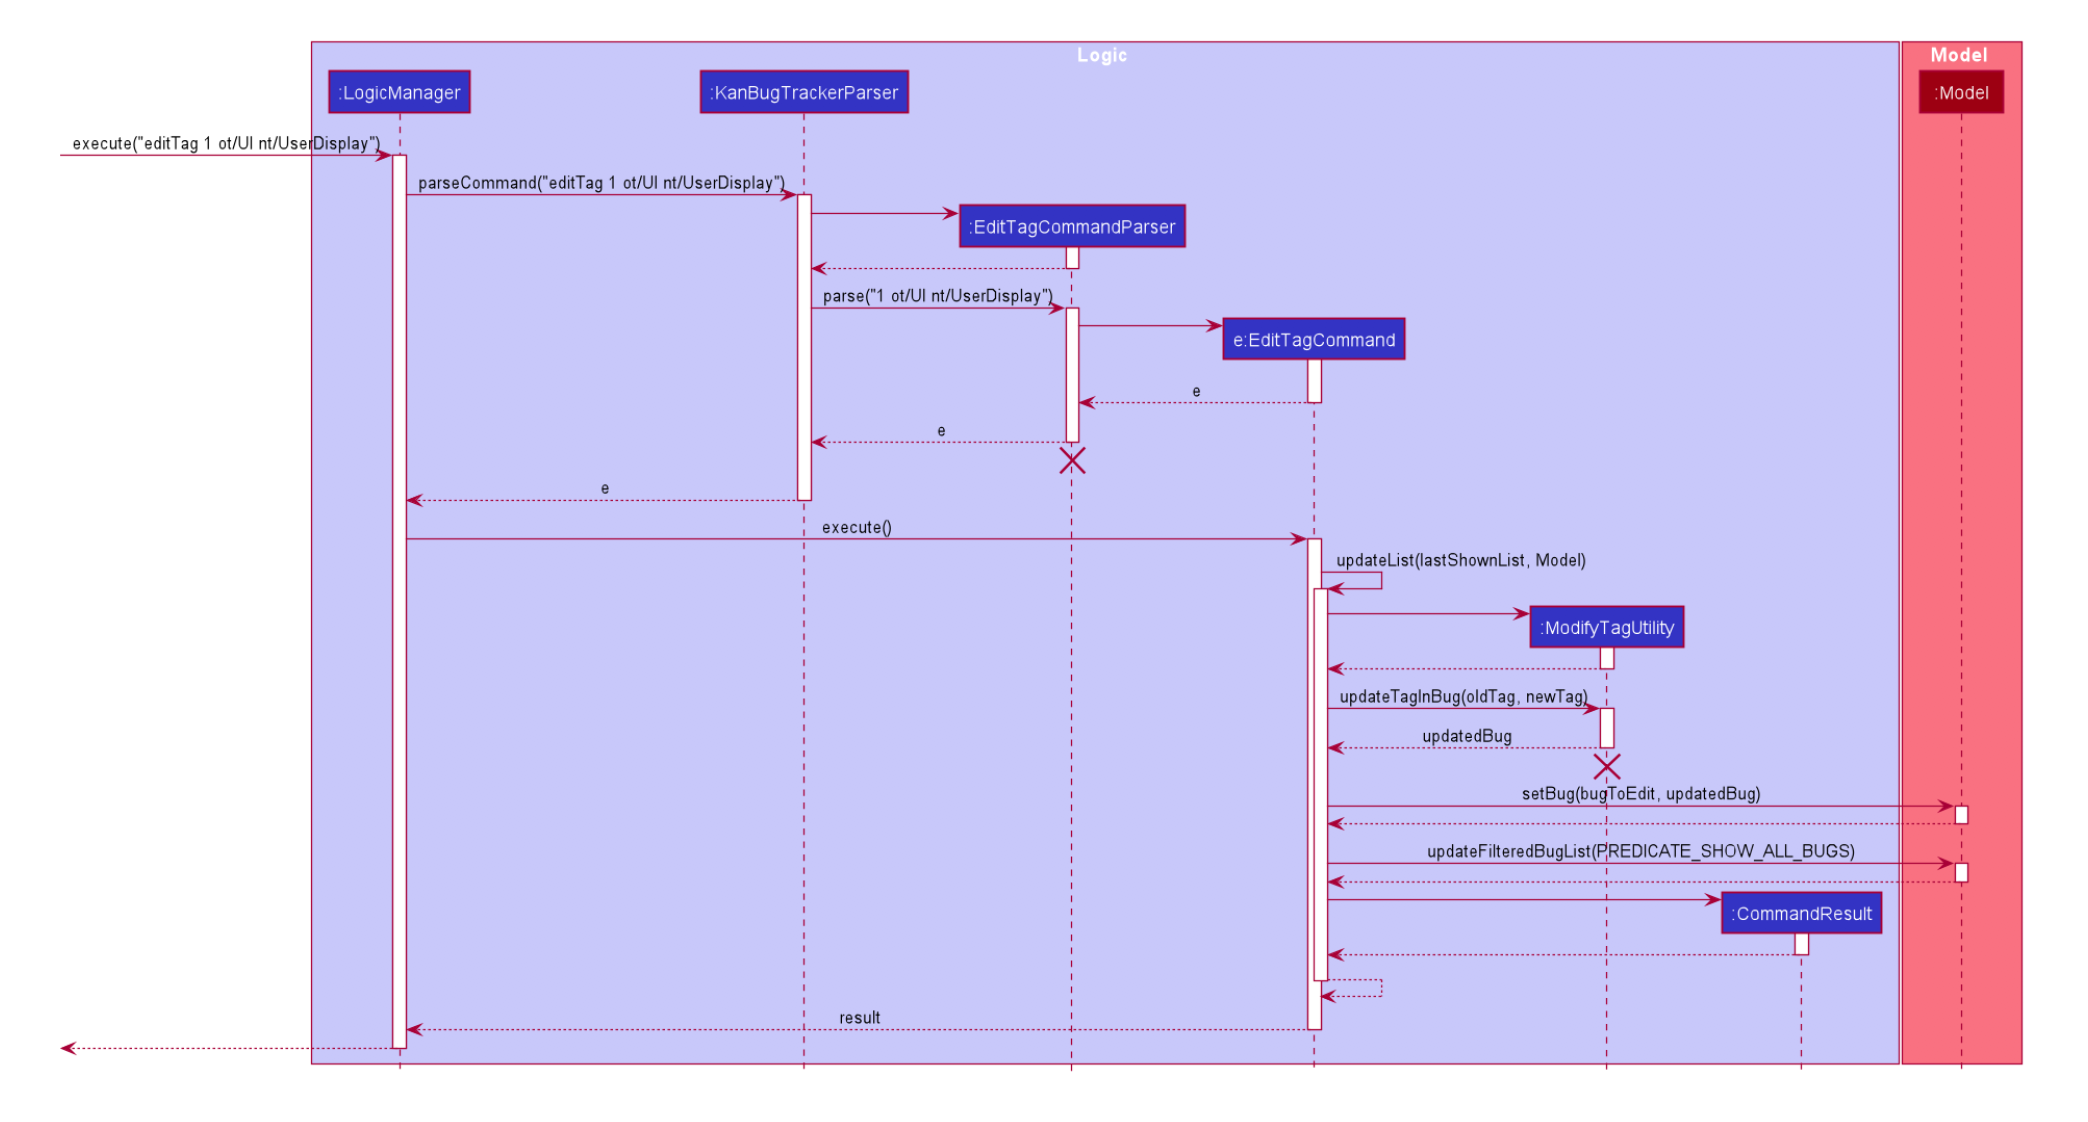 Logic
Model
:LogicManager
:KanBugTrackerParser
:Model
execute("editTag 1 ot/UI nt/UserDisplay")
parseCommand("editTag 1 ot/UI nt/UserDisplay")
:EditTagCommandParser
parse("1 ot/UI nt/UserDisplay")
e:EditTagCommand
e
e
e
execute()
updateList(lastShownList, Model)
:ModifyTagUtility
updateTagInBug(oldTag, newTag)
updatedBug
setBug(bugToEdit, updatedBug)
updateFilteredBugList(PREDICATE_SHOW_ALL_BUGS)
:CommandResult
result